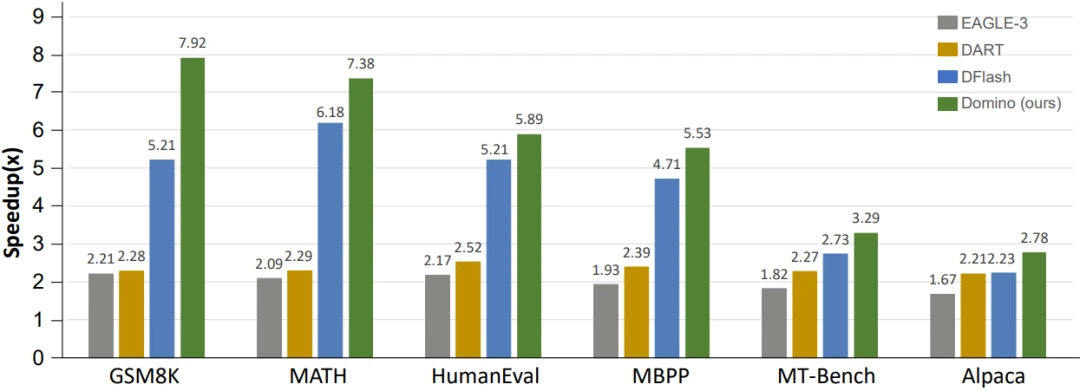 Speedup(x)
9
8
7
6
5
4
3
2
1
0
EAGLE-3
DART
DFlash
Domino (ours)
2.21 2.28 5.21 7.92
2.09 2.29 6.18 7.38
2.17 2.52 5.21 5.89
1.93 2.39 4.71 5.53
1.82 2.27 2.73 3.29
1.67 2.21 2.23 2.78
GSM8K MATH HumanEval MBPP MT-Bench Alpaca